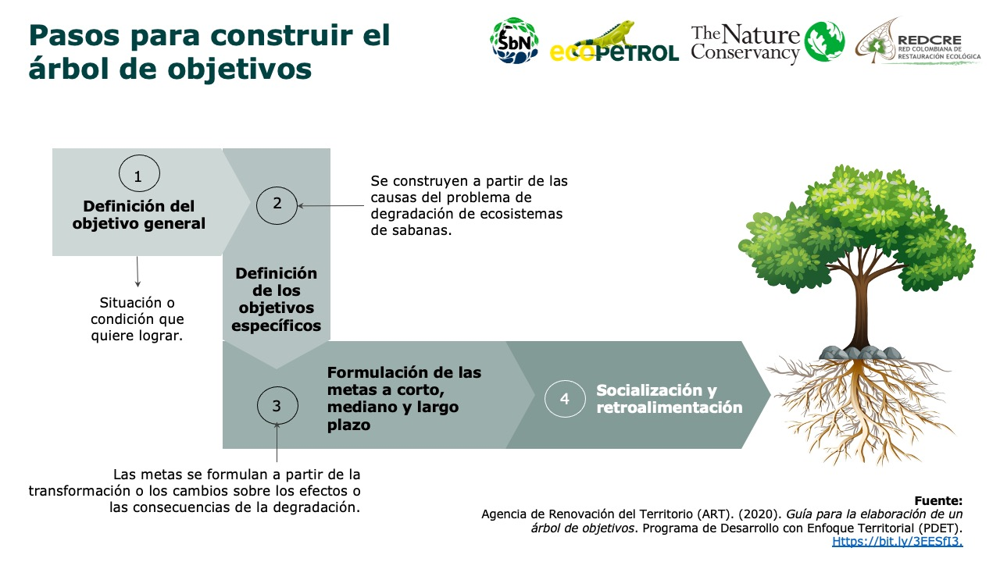 Pasos para construir el
árbol de objetivos
SbN
ecoPETROL
The Nature
Conservancy
REDCRE
RED COLOMBIANA DE
RESTAURACIÓN ECOLÓGICA
1
Definición del
objetivo general
Situación o
condición que
quiere lograr.
2
Definición
de los
objetivos
específicos
Se construyen a partir de las
causas del problema de
degradación de ecosistemas
de sabanas.
3
Formulación de las
metas a corto,
mediano y largo
plazo
4
Socialización y
retroalimentación
Las metas se formulan a partir de la
transformación o los cambios sobre los efectos o
las consecuencias de la degradación.
Fuente:
Agencia de Renovación del Territorio (ART). (2020). Guía para la elaboración de un
árbol de objetivos. Programa de Desarrollo con Enfoque Territorial (PDET).
Https://bit.ly/3EESfI3.